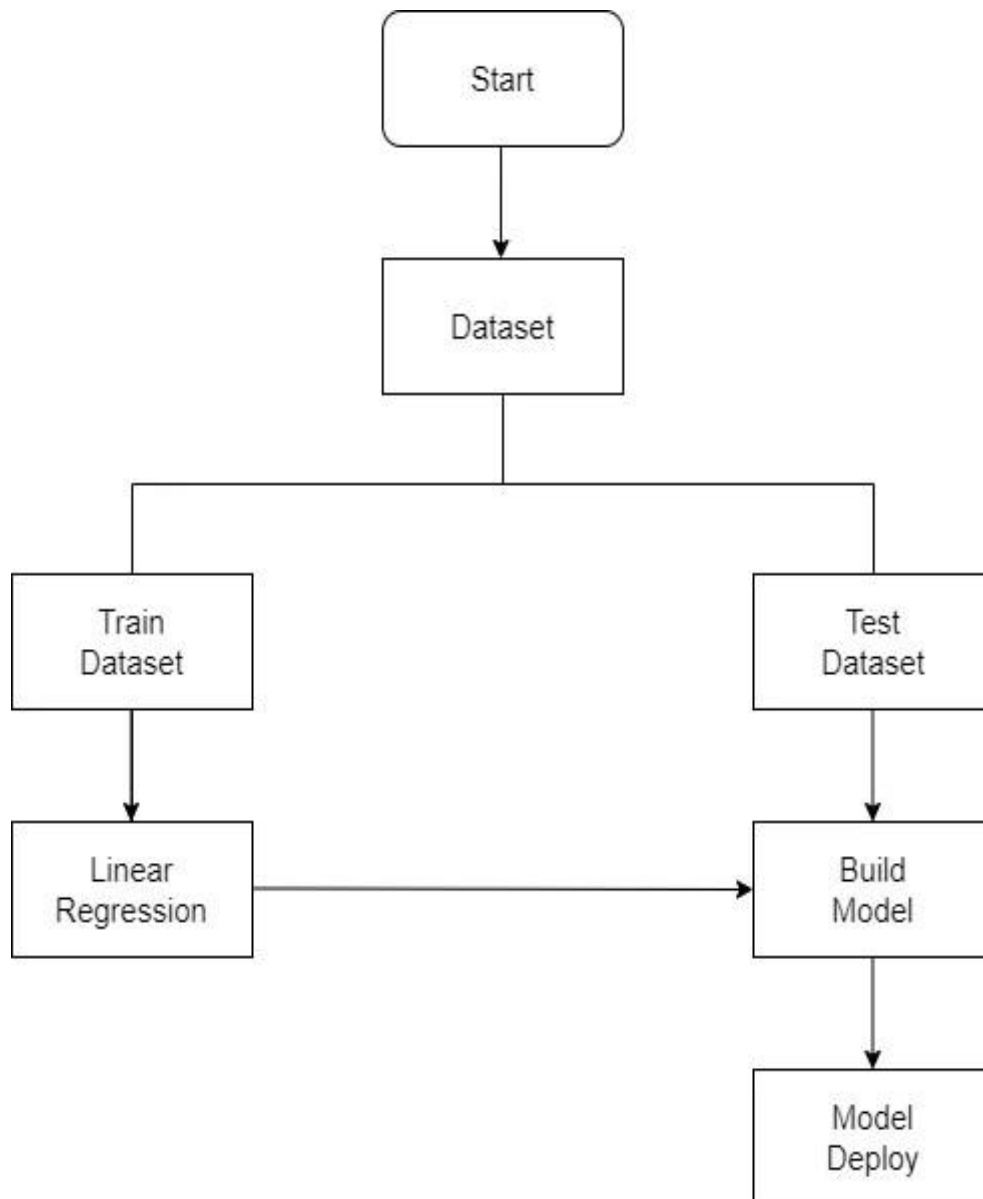 Start
Dataset
Train
Dataset
Test
Dataset
Linear
Regression
Build
Model
Model
Deploy